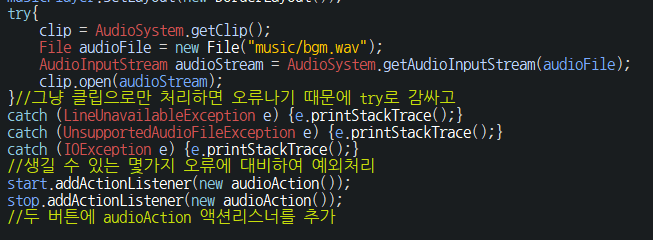 musicPlayer.setLayout(new BorderLayout());
try{
    clip = AudioSystem.getClip();
    File audioFile = new File("music/bgm.wav");
    AudioInputStream audioStream = AudioSystem.getAudioInputStream(audioFile);
    clip.open(audioStream);
}//그냥 클립으로만 처리하면 오류나기 때문에 try로 감싸고
catch (LineUnavailableException e) {e.printStackTrace();}
catch (UnsupportedAudioFileException e) {e.printStackTrace();}
catch (IOException e) {e.printStackTrace();}
//생길 수 있는 몇가지 오류에 대비하여 예외처리
start.addActionListener(new audioAction());
stop.addActionListener(new audioAction());
//두 버튼에 audioAction 액션리스너를 추가